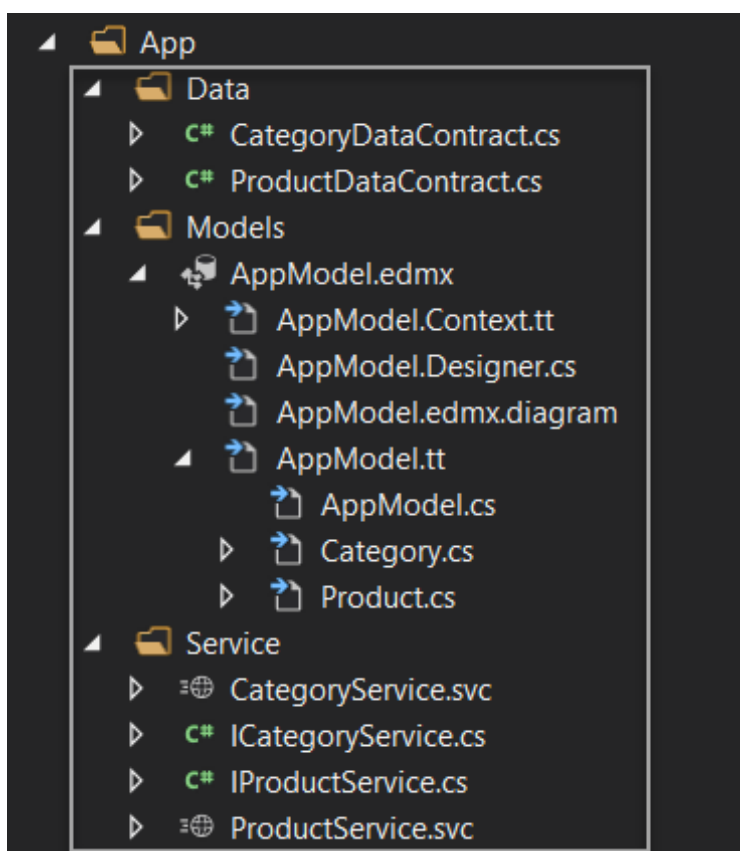 App
Data
C# CategoryDataContract.cs
C# ProductDataContract.cs
Models
AppModel.edmx
AppModel.Context.tt
AppModel.Designer.cs
AppModel.edmx.diagram
AppModel.tt
AppModel.cs
Category.cs
Product.cs
Service
CategoryService.svc
C# ICategoryService.cs
C# IProductService.cs
ProductService.svc